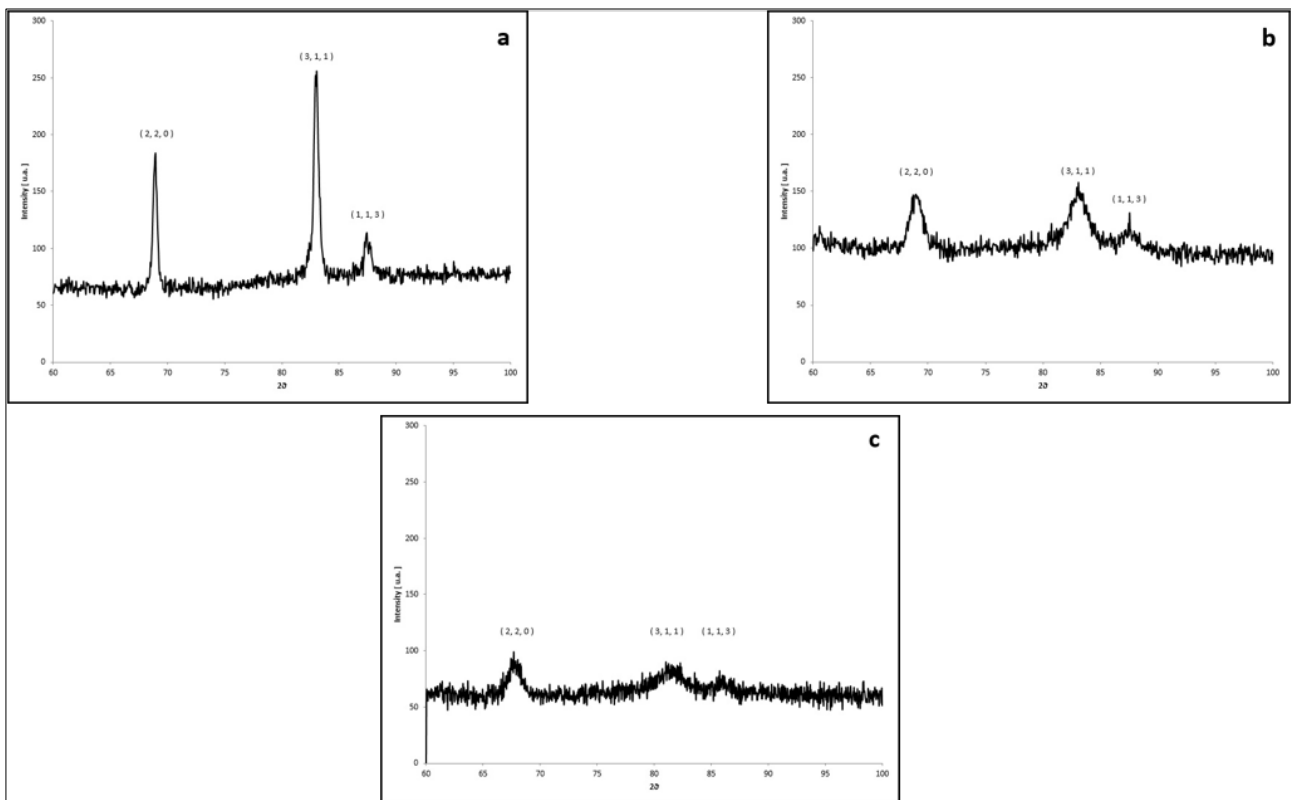 a
300
250
200
150
100
50
0
Intensity [ u.a. ]
( 2, 2, 0 )
( 3, 1, 1 )
( 1, 1, 3 )
60 65 70 75 80 85 90 95 100
2θ
b
300
250
200
150
100
50
0
Intensity [ u.a. ]
( 2, 2, 0 )
( 3, 1, 1 )
( 1, 1, 3 )
60 65 70 75 80 85 90 95 100
2θ
c
300
250
200
150
100
50
0
Intensity [ u.a. ]
( 2, 2, 0 ) ( 3, 1, 1 ) ( 1, 1, 3 )
60 65 70 75 80 85 90 95 100
2θ